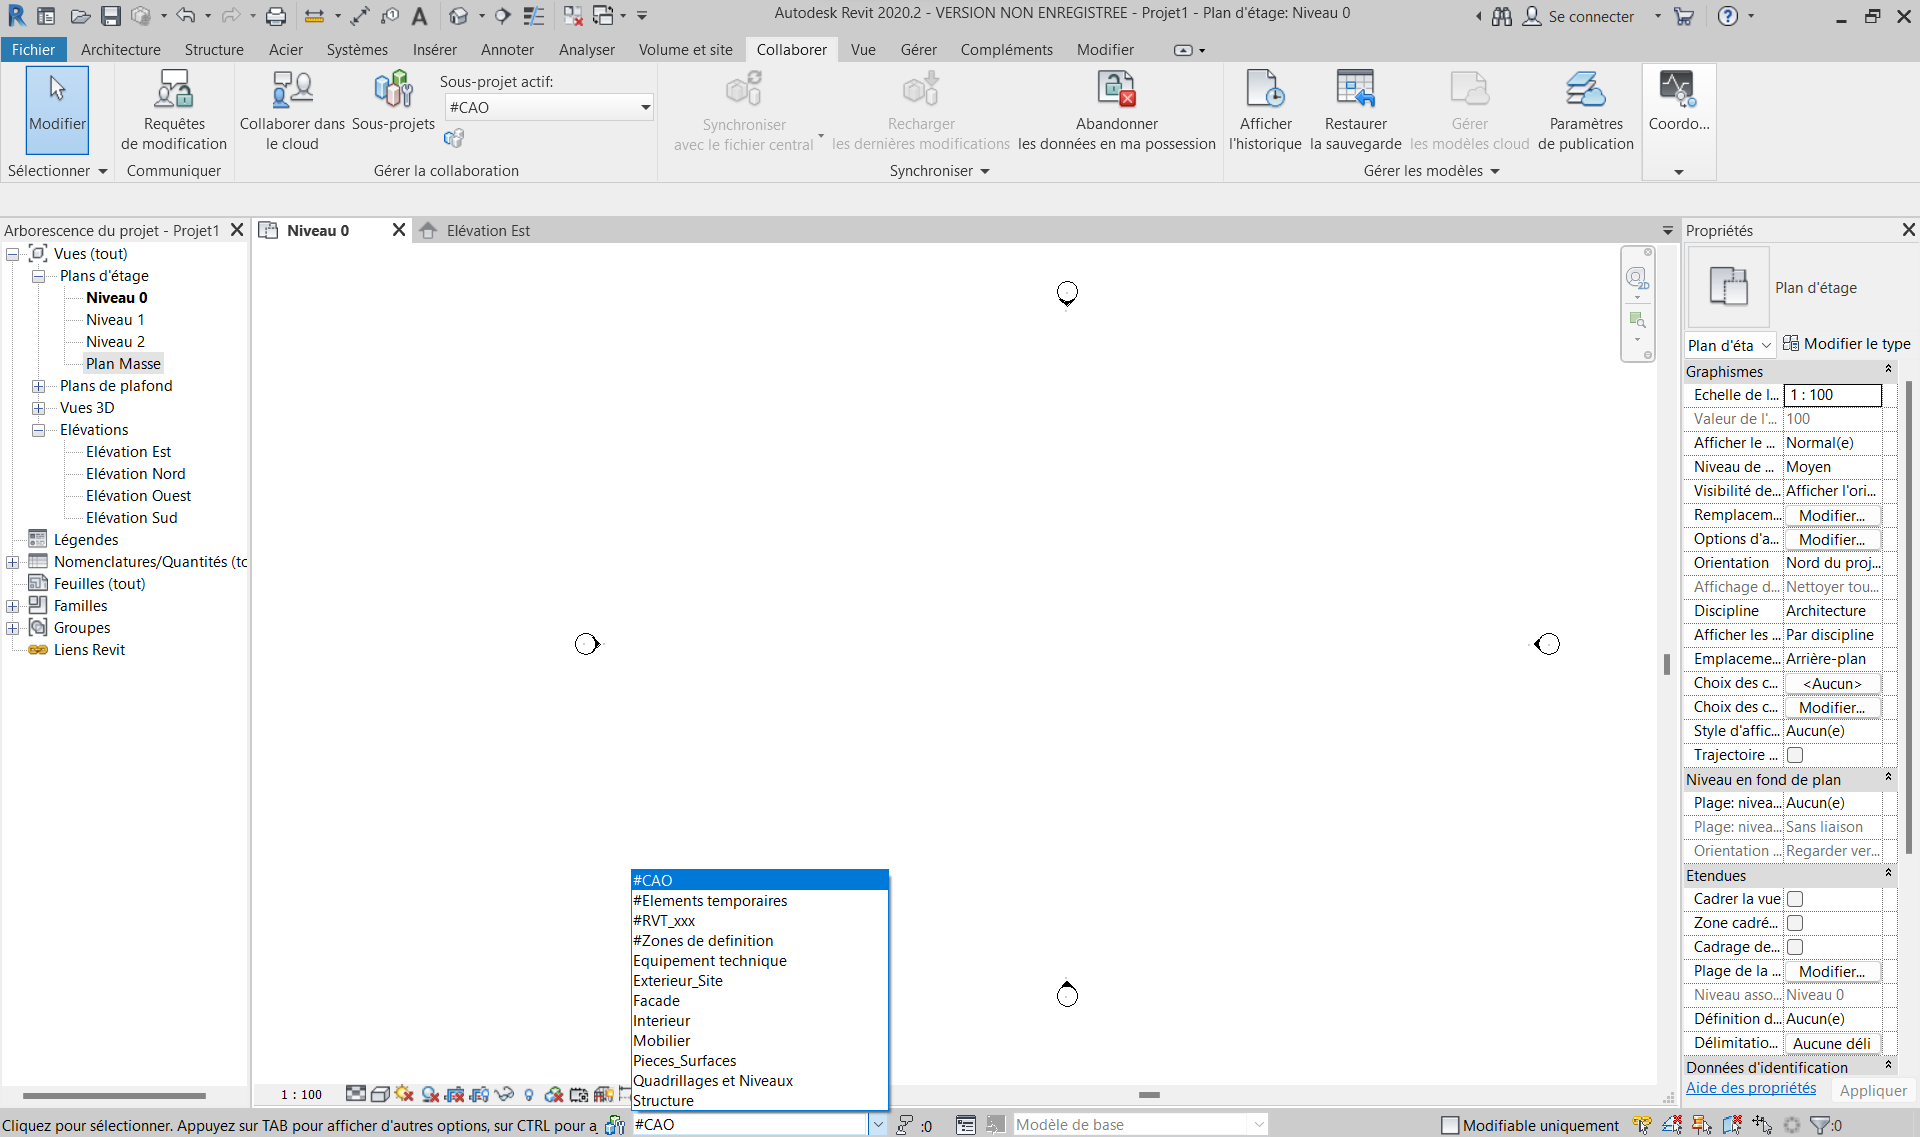 Autodesk Revit 2020.2 - VERSION NON ENREGISTREE - Projet1 - Plan d'étage: Niveau 0
Se connecter
Fichier
Architecture
Structure
Acier
Systèmes
Insérer
Annoter
Analyser
Volume et site
Collaborer
Vue
Gérer
Compléments
Modifier
Modifier
Sélectionner
Requêtes
de modification
Communiquer
Collaborer dans
le cloud
Sous-projets
Sous-projet actif:
#CAO
Gérer la collaboration
Synchroniser
avec le fichier central
Recharger
les dernières modifications
Abandonner
les données en ma possession
Synchroniser
Afficher
l'historique
Restaurer
la sauvegarde
Gérer
les modèles cloud
Paramètres
de publication
Gérer les modèles
Coordo...
Arborescence du projet - Projet1
Vues (tout)
Plans d'étage
Niveau 0
Niveau 1
Niveau 2
Plan Masse
Plans de plafond
Vues 3D
Elévations
Elévation Est
Elévation Nord
Elévation Ouest
Elévation Sud
Légendes
Nomenclatures/Quantités (tc
Feuilles (tout)
Familles
Groupes
Liens Revit
Niveau 0
Elévation Est
2D
Propriétés
Plan d'étage
Plan d'éta
Modifier le type
Graphismes
Echelle de l... 1 : 100
Valeur de l'... 100
Afficher le ... Normal(e)
Niveau de ... Moyen
Visibilité de... Afficher l'ori...
Remplacem... Modifier...
Options d'a... Modifier...
Orientation Nord du proj...
Affichage d... Nettoyer tou...
Discipline Architecture
Afficher les ... Par discipline
Emplaceme... Arrière-plan
Choix des c... <Aucun>
Choix des c... Modifier...
Style d'affic... Aucun(e)
Trajectoire ...
Niveau en fond de plan
Plage: nivea... Aucun(e)
Plage: nivea... Sans liaison
Orientation ... Regarder ver...
Etendues
Cadrer la vue
Zone cadré...
Cadrage de...
Plage de la ... Modifier...
Niveau asso... Niveau 0
Définition d... Aucun(e)
Délimitatio... Aucune déli
Données d'identification
Aide des propriétés
Appliquer
#CAO
#Elements temporaires
#RVT_xxx
#Zones de definition
Equipement technique
Exterieur_Site
Facade
Interieur
Mobilier
Pieces_Surfaces
Quadrillages et Niveaux
Structure
1 : 100
Cliquez pour sélectionner. Appuyez sur TAB pour afficher d'autres options, sur CTRL pour a
#CAO
:0
Modèle de base
Modifiable uniquement
:0